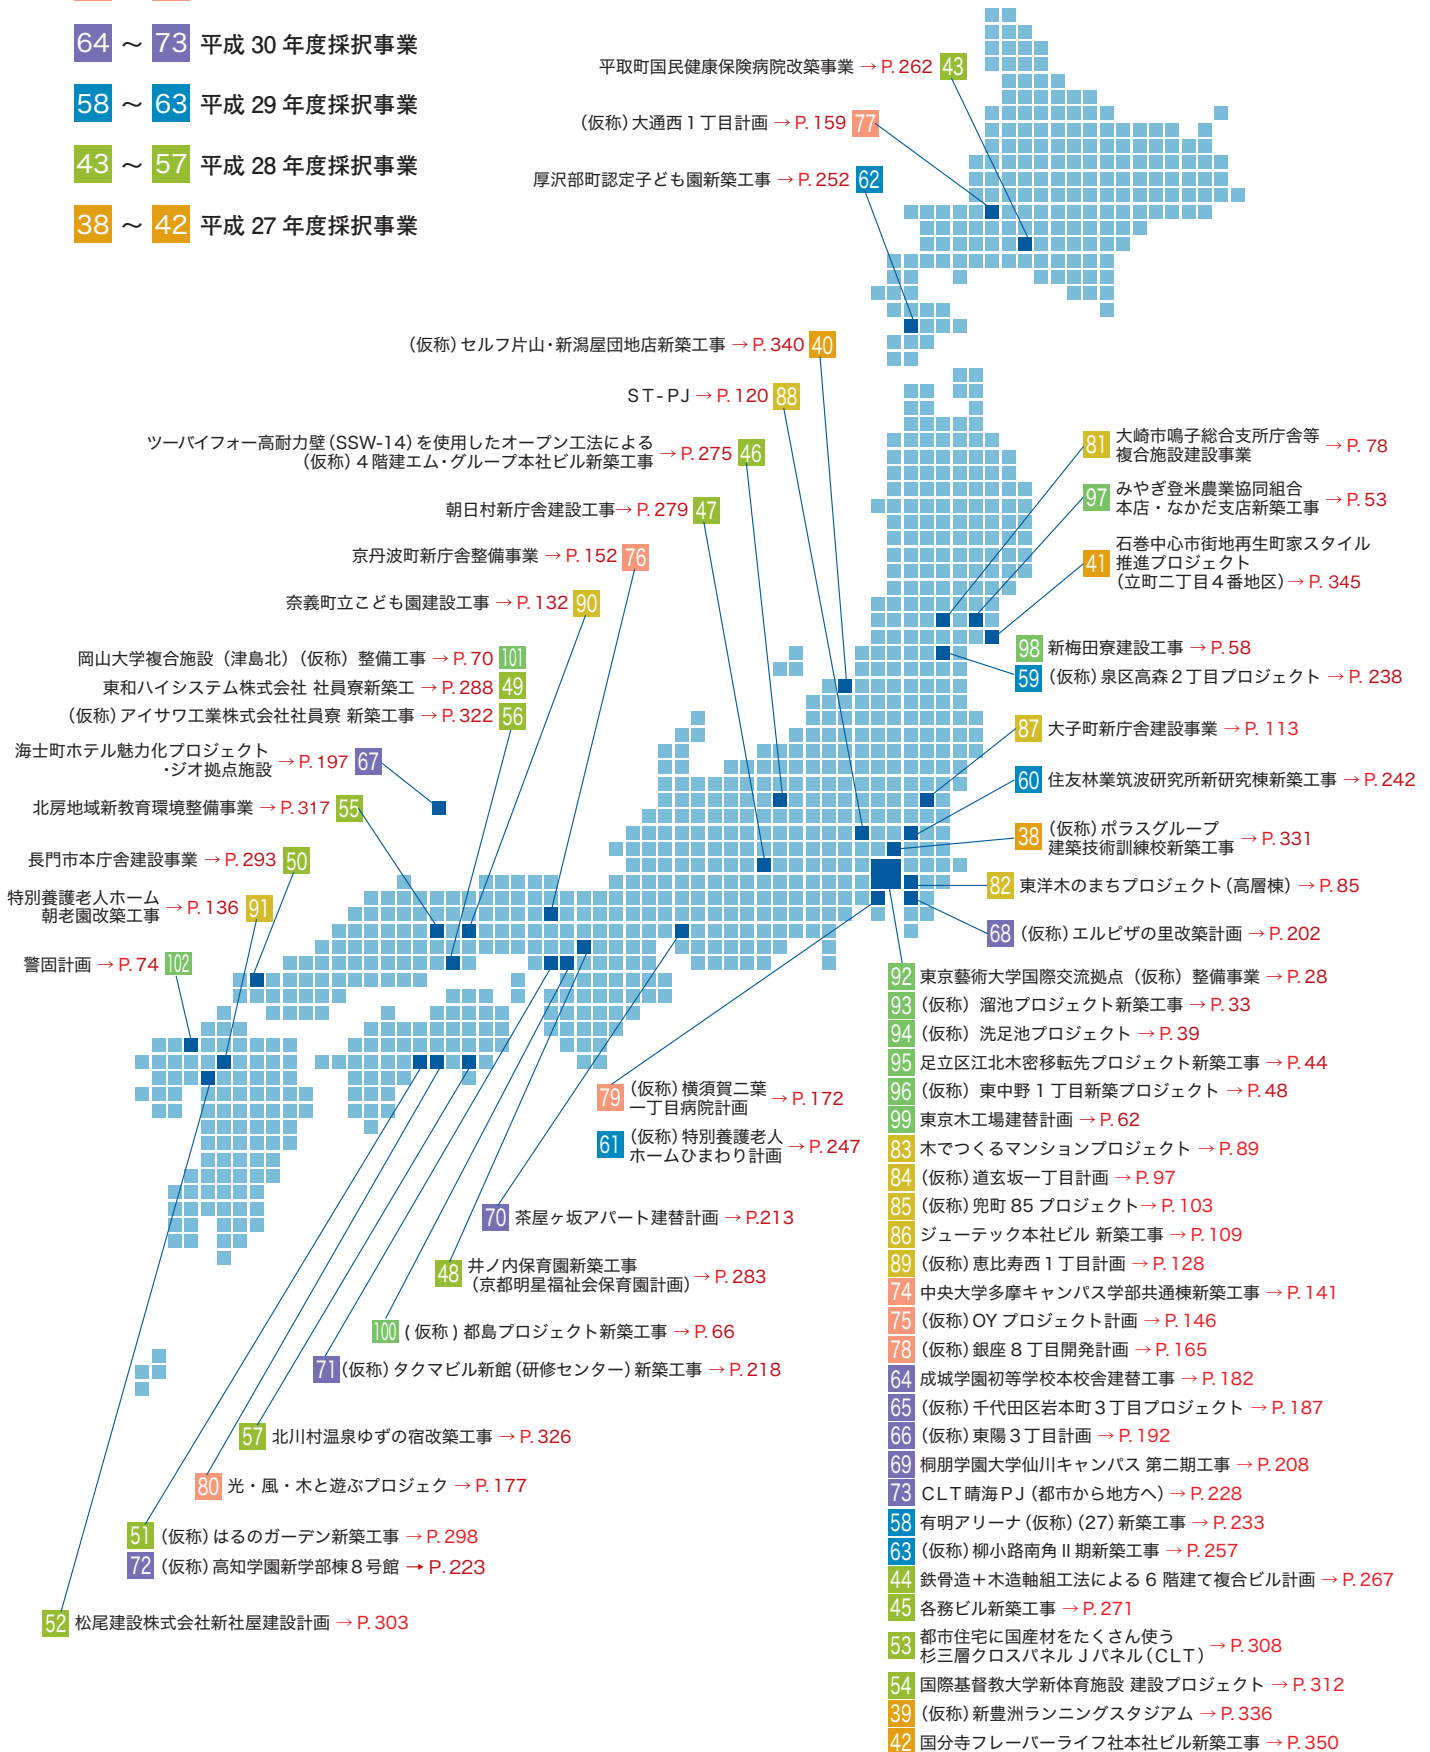 64 ～ 73 平成 30 年度採択事業
58 ～ 63 平成 29 年度採択事業
43 ～ 57 平成 28 年度採択事業
38 ～ 42 平成 27 年度採択事業
平取町国民健康保険病院改築事業 → P. 262 43
（仮称）大通西1丁目計画 → P. 159 77
厚沢部町認定子ども園新築工事 → P. 252 62
（仮称）セルフ片山・新潟屋団地店新築工事 → P. 340 40
ST-PJ → P. 120 88
ツーバイフォー高耐力壁（SSW-14）を使用したオープン工法による
（仮称）4階建エム・グループ本社ビル新築工事 → P. 275 46
朝日村新庁舎建設工事→ P. 279 47
京丹波町新庁舎整備事業 → P. 152 76
奈義町立こども園建設工事 → P. 132 90
岡山大学複合施設（津島北）（仮称）整備工事 → P. 70 101
東和ハイシステム株式会社 社員寮新築工 → P. 288 49
（仮称）アイサワ工業株式会社社員寮 新築工事 → P. 322 56
海士町ホテル魅力化プロジェクト
・ジオ拠点施設 → P. 197 67
北房地域新教育環境整備事業 → P. 317 55
長門市本庁舎建設事業 → P. 293 50
特別養護老人ホーム
朝老園改築工事 → P. 136 91
警固計画 → P. 74 102
81 大崎市鳴子総合支所庁舎等
複合施設建設事業 → P. 78
97 みやぎ登米農業協同組合
本店・なかだ支店新築工事 → P. 53
41 石巻中心市街地再生町家スタイル
推進プロジェクト
（立町二丁目4番地区）→ P. 345
98 新梅田寮建設工事 → P. 58
59 （仮称）泉区高森2丁目プロジェクト → P. 238
87 大子町新庁舎建設事業 → P. 113
60 住友林業筑波研究所新研究棟新築工事 → P. 242
38 （仮称）ポラスグループ
建築技術訓練校新築工事 → P. 331
82 東洋木のまちプロジェクト（高層棟）→ P. 85
68 （仮称）エルピザの里改築計画 → P. 202
79 （仮称）横須賀二葉
一丁目病院計画 → P. 172
61 （仮称）特別養護老人
ホームひまわり計画 → P. 247
70 茶屋ヶ坂アパート建替計画 → P.213
48 井ノ内保育園新築工事
（京都明星福祉会保育園計画）→ P. 283
100 (仮称) 都島プロジェクト新築工事 → P. 66
71 （仮称）タクマビル新館（研修センター）新築工事 → P. 218
57 北川村温泉ゆずの宿改築工事 → P. 326
80 光・風・木と遊ぶプロジェク → P. 177
51 （仮称）はるのガーデン新築工事 → P. 298
72 （仮称）高知学園新学部棟8号館 → P. 223
52 松尾建設株式会社新社屋建設計画 → P. 303
92 東京藝術大学国際交流拠点（仮称）整備事業 → P. 28
93 （仮称）溜池プロジェクト新築工事 → P. 33
94 （仮称）洗足池プロジェクト → P. 39
95 足立区江北木密移転先プロジェクト新築工事 → P. 44
96 （仮称）東中野1丁目新築プロジェクト → P. 48
99 東京木工場建替計画 → P. 62
83 木でつくるマンションプロジェクト → P. 89
84 （仮称）道玄坂一丁目計画 → P. 97
85 （仮称）兜町 85 プロジェクト→ P. 103
86 ジューテック本社ビル 新築工事 → P. 109
89 （仮称）恵比寿西1丁目計画 → P. 128
74 中央大学多摩キャンパス学部共通棟新築工事 → P. 141
75 （仮称）OY プロジェクト計画 → P. 146
78 （仮称）銀座8丁目開発計画 → P. 165
64 成城学園初等学校本校舎建替工事 → P. 182
65 （仮称）千代田区岩本町3丁目プロジェクト → P. 187
66 （仮称）東陽3丁目計画 → P. 192
69 桐朋学園大学仙川キャンパス 第二期工事 → P. 208
73 CLT晴海PJ（都市から地方へ）→ P. 228
58 有明アリーナ（仮称）（27）新築工事 → P. 233
63 （仮称）柳小路南角Ⅱ期新築工事 → P. 257
44 鉄骨造＋木造軸組工法による 6 階建て複合ビル計画 → P. 267
45 各務ビル新築工事 → P. 271
53 都市住宅に国産材をたくさん使う
杉三層クロスパネルJパネル（CLT）→ P. 308
54 国際基督教大学新体育施設 建設プロジェクト → P. 312
39 （仮称）新豊洲ランニングスタジアム → P. 336
42 国分寺フレーバーライフ社本社ビル新築工事 → P. 350